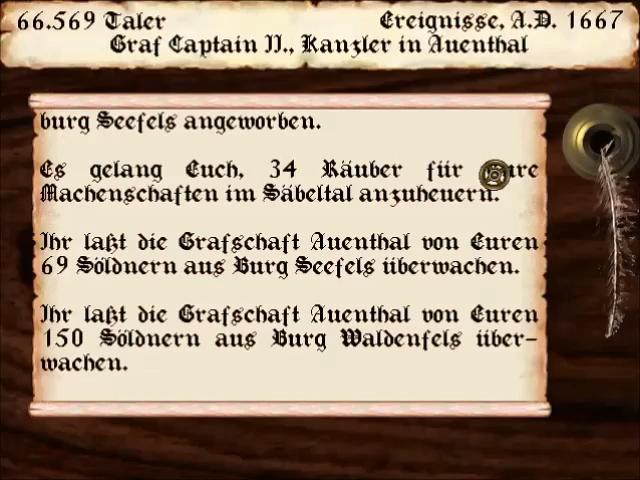 66.569 Taler
Ereignisse, A.D. 1667
Graf Captain II., Kanzler in Auenthal
burg Seefels angeworben.
Es gelang Euch, 34 Räuber für
Machenschaften im Säbeltal anzuheuern.
Ihr laßt die Grafschaft Auenthal von Euren
69 Söldnern aus Burg Seefels überwachen.
Ihr laßt die Grafschaft Auenthal von Euren
150 Söldnern aus Burg Waldenfels über-
wachen.